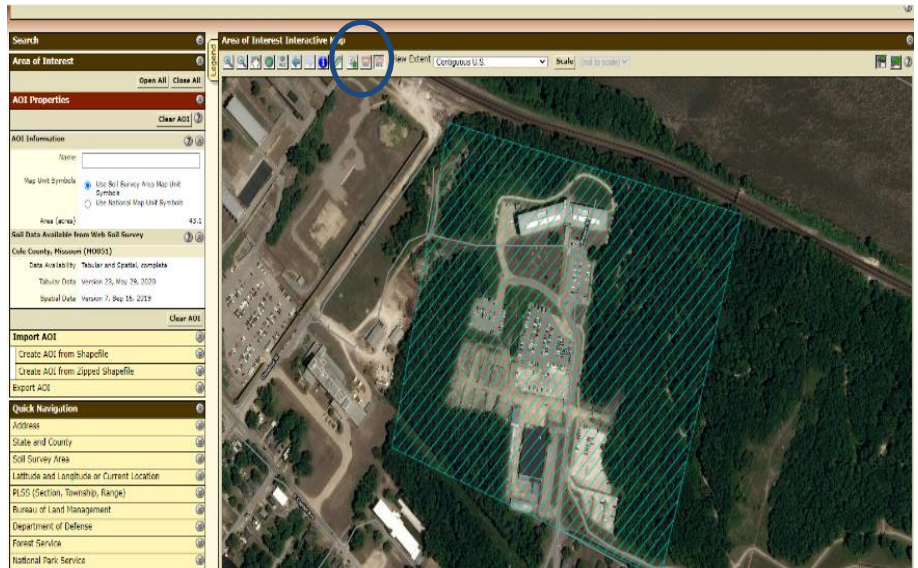 Search
Area of Interest
Open All Close All
AOI Properties
Clear AOI
AOI Information
Name
Map Unit Symbols
Use Soil Survey Area Map Unit
Symbols
Use National Map Unit Symbols
Area (acres) 43.1
Soil Data Available from Web Soil Survey
Cole County, Missouri (MO051)
Data Availability Tabular and Spatial, complete
Tabular Data Version 23, May 29, 2020
Spatial Data Version 7, Sep 16, 2019
Clear AOI
Import AOI
Create AOI from Shapefile
Create AOI from Zipped Shapefile
Export AOI
Quick Navigation
Address
State and County
Soil Survey Area
Latitude and Longitude or Current Location
PLSS (Section, Township, Range)
Bureau of Land Management
Department of Defense
Forest Service
National Park Service
Legend
Area of Interest Interactive Map
View Extent Contiguous U.S. Scale (not to scale)